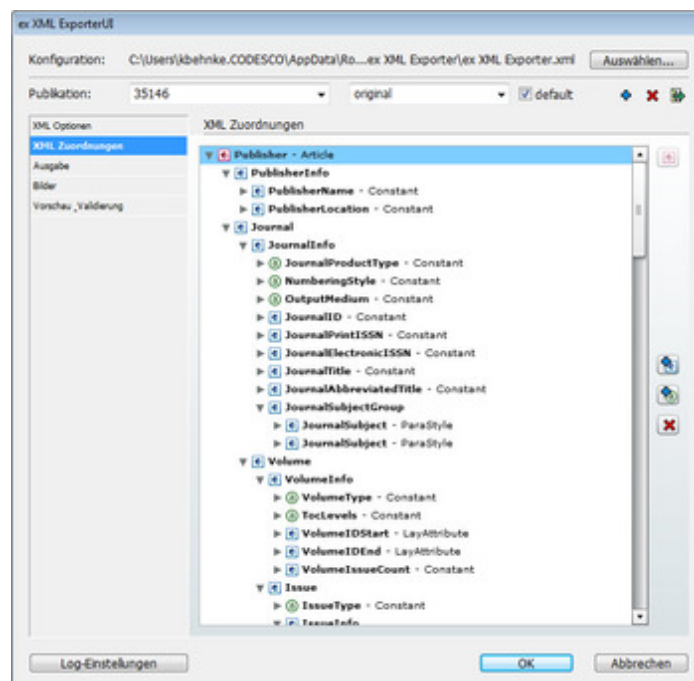 ex XML ExporterUI
Konfiguration: C:\Users\kbehnke.CODESCO\AppData\Ro....ex XML Exporter\ex XML Exporter.xml Auswählen...
Publikation: 35146 original default
XML Optionen
XML Zuordnungen
Ausgabe
Bilder
Vorschau_Validierung
XML Zuordnungen
Publisher - Article
PublisherInfo
PublisherName - Constant
PublisherLocation - Constant
Journal
JournalInfo
JournalProductType - Constant
NumberingStyle - Constant
OutputMedium - Constant
JournalID - Constant
JournalPrintISSN - Constant
JournalElectronicISSN - Constant
JournalTitle - Constant
JournalAbbreviatedTitle - Constant
JournalSubjectGroup
JournalSubject - ParaStyle
JournalSubject - ParaStyle
Volume
VolumeInfo
VolumeType - Constant
TocLevels - Constant
VolumeIDStart - LayAttribute
VolumeIDEnd - LayAttribute
VolumeIssueCount - Constant
Issue
IssueType - Constant
IssueInfo
Log-Einstellungen OK Abbrechen